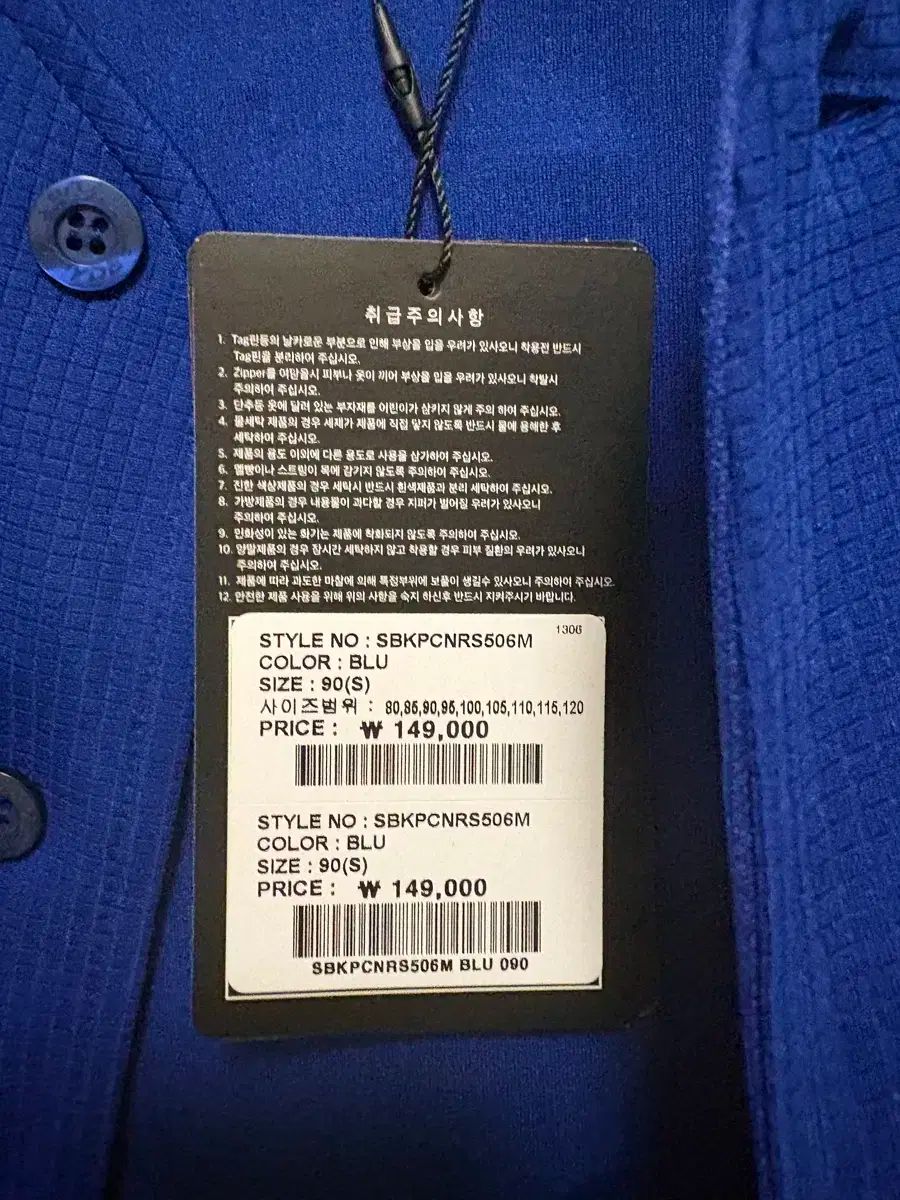 취급주의사항
1. Tag핀등의 날카로운 부분으로 인해 부상을 입을 우려가 있사오니 착용전 반드시
Tag핀을 분리하여 주십시오.
2. Zipper를 여닫을시 피부나 옷이 끼어 부상을 입을 우려가 있사오니 착탈시
주의하여 주십시오.
3. 단추등 옷에 달려 있는 부자재를 어린이가 삼키지 않게 주의 하여 주십시오.
4. 물세탁 제품의 경우 세제가 제품에 직접 닿지 않도록 반드시 물에 용해한 후
세탁하여 주십시오.
5. 제품의 용도 이외에 다른 용도로 사용을 삼가하여 주십시오.
6. 멜빵이나 스트링이 목에 감기지 않도록 주의하여 주십시오.
7. 진한 색상제품의 경우 세탁시 반드시 흰색제품과 분리 세탁하여 주십시오.
8. 가방제품의 경우 내용물이 과다할 경우 지퍼가 벌어질 우려가 있사오니
주의하여 주십시오.
9. 인화성이 있는 화기는 제품에 착화되지 않도록 주의하여 주십시오.
10. 양말제품의 경우 장시간 세탁하지 않고 착용할 경우 피부 질환의 우려가 있사오니
주의하여 주십시오.
11. 제품에 따라 과도한 마찰에 의해 특정부위에 보풀이 생길수 있사오니 주의하여 주십시오.
12. 안전한 제품 사용을 위해 위의 사항을 숙지 하신후 반드시 지켜주시기 바랍니다.
1306
STYLE NO : SBKPCNRS506M
COLOR : BLU
SIZE : 90(S)
사이즈범위 : 80,85,90,95,100,105,110,115,120
PRICE : ₩ 149,000
STYLE NO : SBKPCNRS506M
COLOR : BLU
SIZE : 90(S)
PRICE : ₩ 149,000
SBKPCNRS506M BLU 090